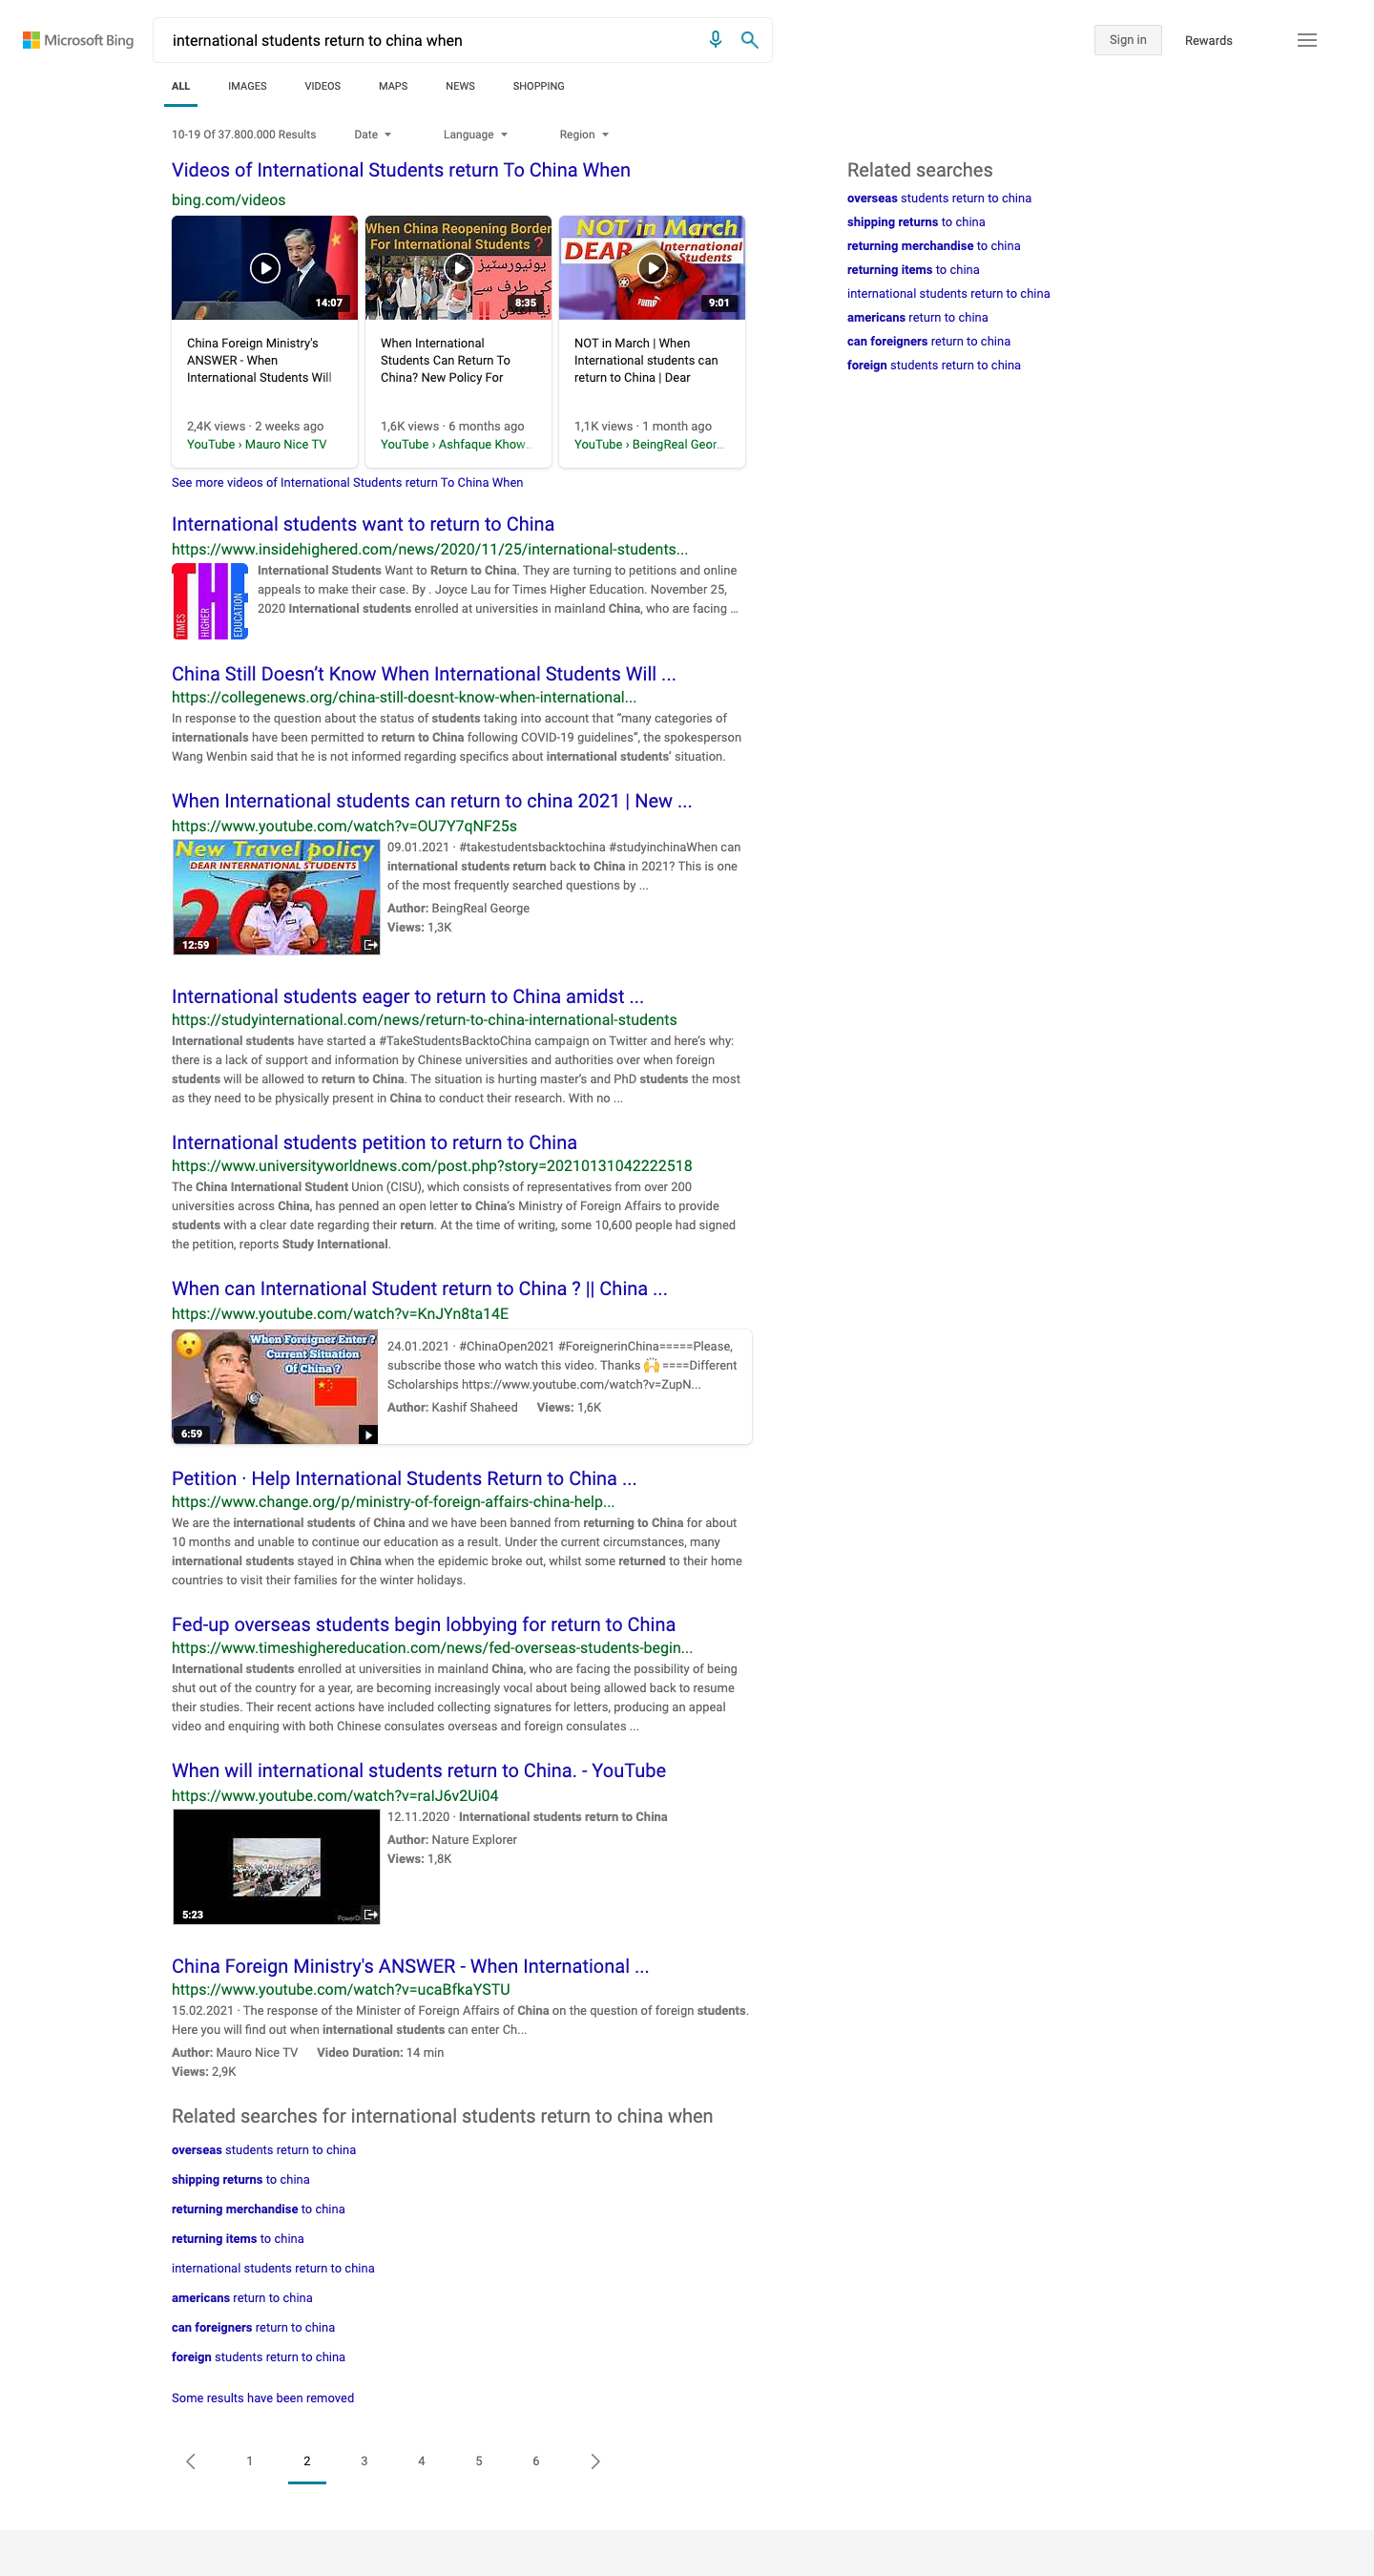 Microsoft Bing
international students return to china when
Sign in
Rewards
ALL
IMAGES
VIDEOS
MAPS
NEWS
SHOPPING
10-19 Of 37.800.000 Results
Date
Language
Region
Videos of International Students return To China When
bing.com/videos
14:07
When China Reopening Border
For International Students❓
یونیورسٹیز
کی طرف سے
نیا اعلان
8:35
NOT in March
DEAR International
Students
PUMA
9:01
China Foreign Ministry's
ANSWER - When
International Students Will
2,4K views · 2 weeks ago
YouTube › Mauro Nice TV
When International
Students Can Return To
China? New Policy For
1,6K views · 6 months ago
YouTube › Ashfaque Khow...
NOT in March | When
International students can
return to China | Dear
1,1K views · 1 month ago
YouTube › BeingReal Geor...
See more videos of International Students return To China When
International students want to return to China
https://www.insidehighered.com/news/2020/11/25/international-students...
THE
TIMES
HIGHER
EDUCATION
International Students Want to Return to China. They are turning to petitions and online
appeals to make their case. By . Joyce Lau for Times Higher Education. November 25,
2020 International students enrolled at universities in mainland China, who are facing ...
China Still Doesn’t Know When International Students Will ...
https://collegenews.org/china-still-doesnt-know-when-international...
In response to the question about the status of students taking into account that “many categories of
internationals have been permitted to return to China following COVID-19 guidelines”, the spokesperson
Wang Wenbin said that he is not informed regarding specifics about international students’ situation.
When International students can return to china 2021 | New ...
https://www.youtube.com/watch?v=OU7Y7qNF25s
New Travel policy
DEAR INTERNATIONAL STUDENTS
2021
12:59
09.01.2021 · #takestudentsbacktochina #studyinchinaWhen can
international students return back to China in 2021? This is one
of the most frequently searched questions by ...
Author: BeingReal George
Views: 1,3K
International students eager to return to China amidst ...
https://studyinternational.com/news/return-to-china-international-students
International students have started a #TakeStudentsBacktoChina campaign on Twitter and here’s why:
there is a lack of support and information by Chinese universities and authorities over when foreign
students will be allowed to return to China. The situation is hurting master’s and PhD students the most
as they need to be physically present in China to conduct their research. With no ...
International students petition to return to China
https://www.universityworldnews.com/post.php?story=20210131042222518
The China International Student Union (CISU), which consists of representatives from over 200
universities across China, has penned an open letter to China’s Ministry of Foreign Affairs to provide
students with a clear date regarding their return. At the time of writing, some 10,600 people had signed
the petition, reports Study International.
When can International Student return to China ? || China ...
https://www.youtube.com/watch?v=KnJYn8ta14E
When Foreigner Enter ?
Current Situation
Of China ?
6:59
24.01.2021 · #ChinaOpen2021 #ForeignerinChina=====Please,
subscribe those who watch this video. Thanks 🙌 ====Different
Scholarships https://www.youtube.com/watch?v=ZupN...
Author: Kashif Shaheed Views: 1,6K
Petition · Help International Students Return to China ...
https://www.change.org/p/ministry-of-foreign-affairs-china-help...
We are the international students of China and we have been banned from returning to China for about
10 months and unable to continue our education as a result. Under the current circumstances, many
international students stayed in China when the epidemic broke out, whilst some returned to their home
countries to visit their families for the winter holidays.
Fed-up overseas students begin lobbying for return to China
https://www.timeshighereducation.com/news/fed-overseas-students-begin...
International students enrolled at universities in mainland China, who are facing the possibility of being
shut out of the country for a year, are becoming increasingly vocal about being allowed back to resume
their studies. Their recent actions have included collecting signatures for letters, producing an appeal
video and enquiring with both Chinese consulates overseas and foreign consulates ...
When will international students return to China. - YouTube
https://www.youtube.com/watch?v=raIJ6v2Ui04
5:23
12.11.2020 · International students return to China
Author: Nature Explorer
Views: 1,8K
China Foreign Ministry's ANSWER - When International ...
https://www.youtube.com/watch?v=ucaBfkaYSTU
15.02.2021 · The response of the Minister of Foreign Affairs of China on the question of foreign students.
Here you will find out when international students can enter Ch...
Author: Mauro Nice TV Video Duration: 14 min
Views: 2,9K
Related searches for international students return to china when
overseas students return to china
shipping returns to china
returning merchandise to china
returning items to china
international students return to china
americans return to china
can foreigners return to china
foreign students return to china
Some results have been removed
1 2 3 4 5 6
Related searches
overseas students return to china
shipping returns to china
returning merchandise to china
returning items to china
international students return to china
americans return to china
can foreigners return to china
foreign students return to china